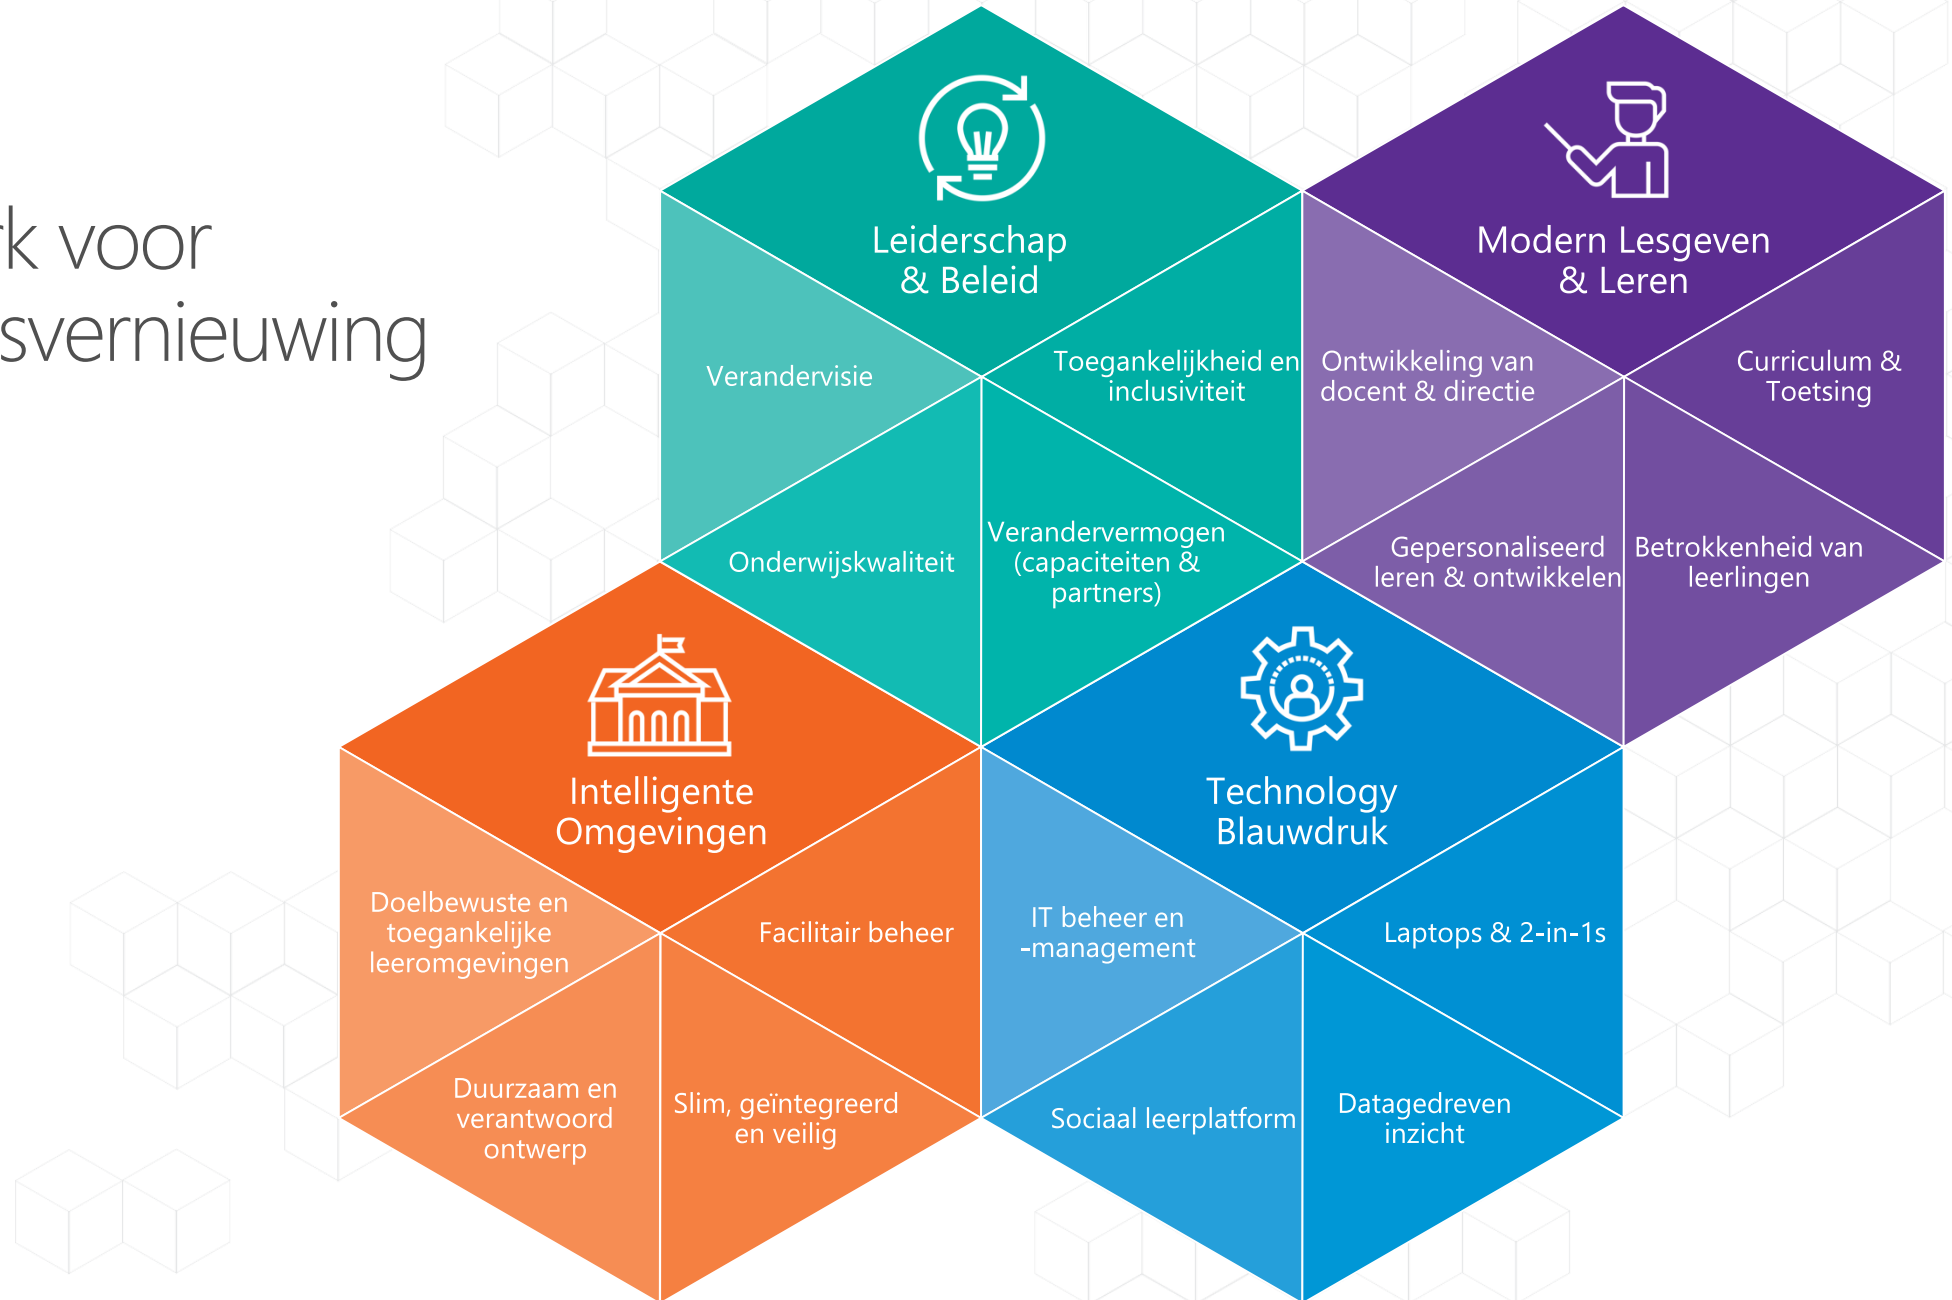 k voor
svernieuwing
Leiderschap
& Beleid
Verandervisie
Toegankelijkheid en
inclusiviteit
Onderwijskwaliteit
Verandervermogen
(capaciteiten &
partners)
Modern Lesgeven
& Leren
Ontwikkeling van
docent & directie
Curriculum &
Toetsing
Gepersonaliseerd
leren & ontwikkelen
Betrokkenheid van
leerlingen
Intelligente
Omgevingen
Doelbewuste en
toegankelijke
leeromgevingen
Facilitair beheer
Duurzaam en
verantwoord
ontwerp
Slim, geïntegreerd
en veilig
Technology
Blauwdruk
IT beheer en
-management
Laptops & 2-in-1s
Sociaal leerplatform
Datagedreven
inzicht